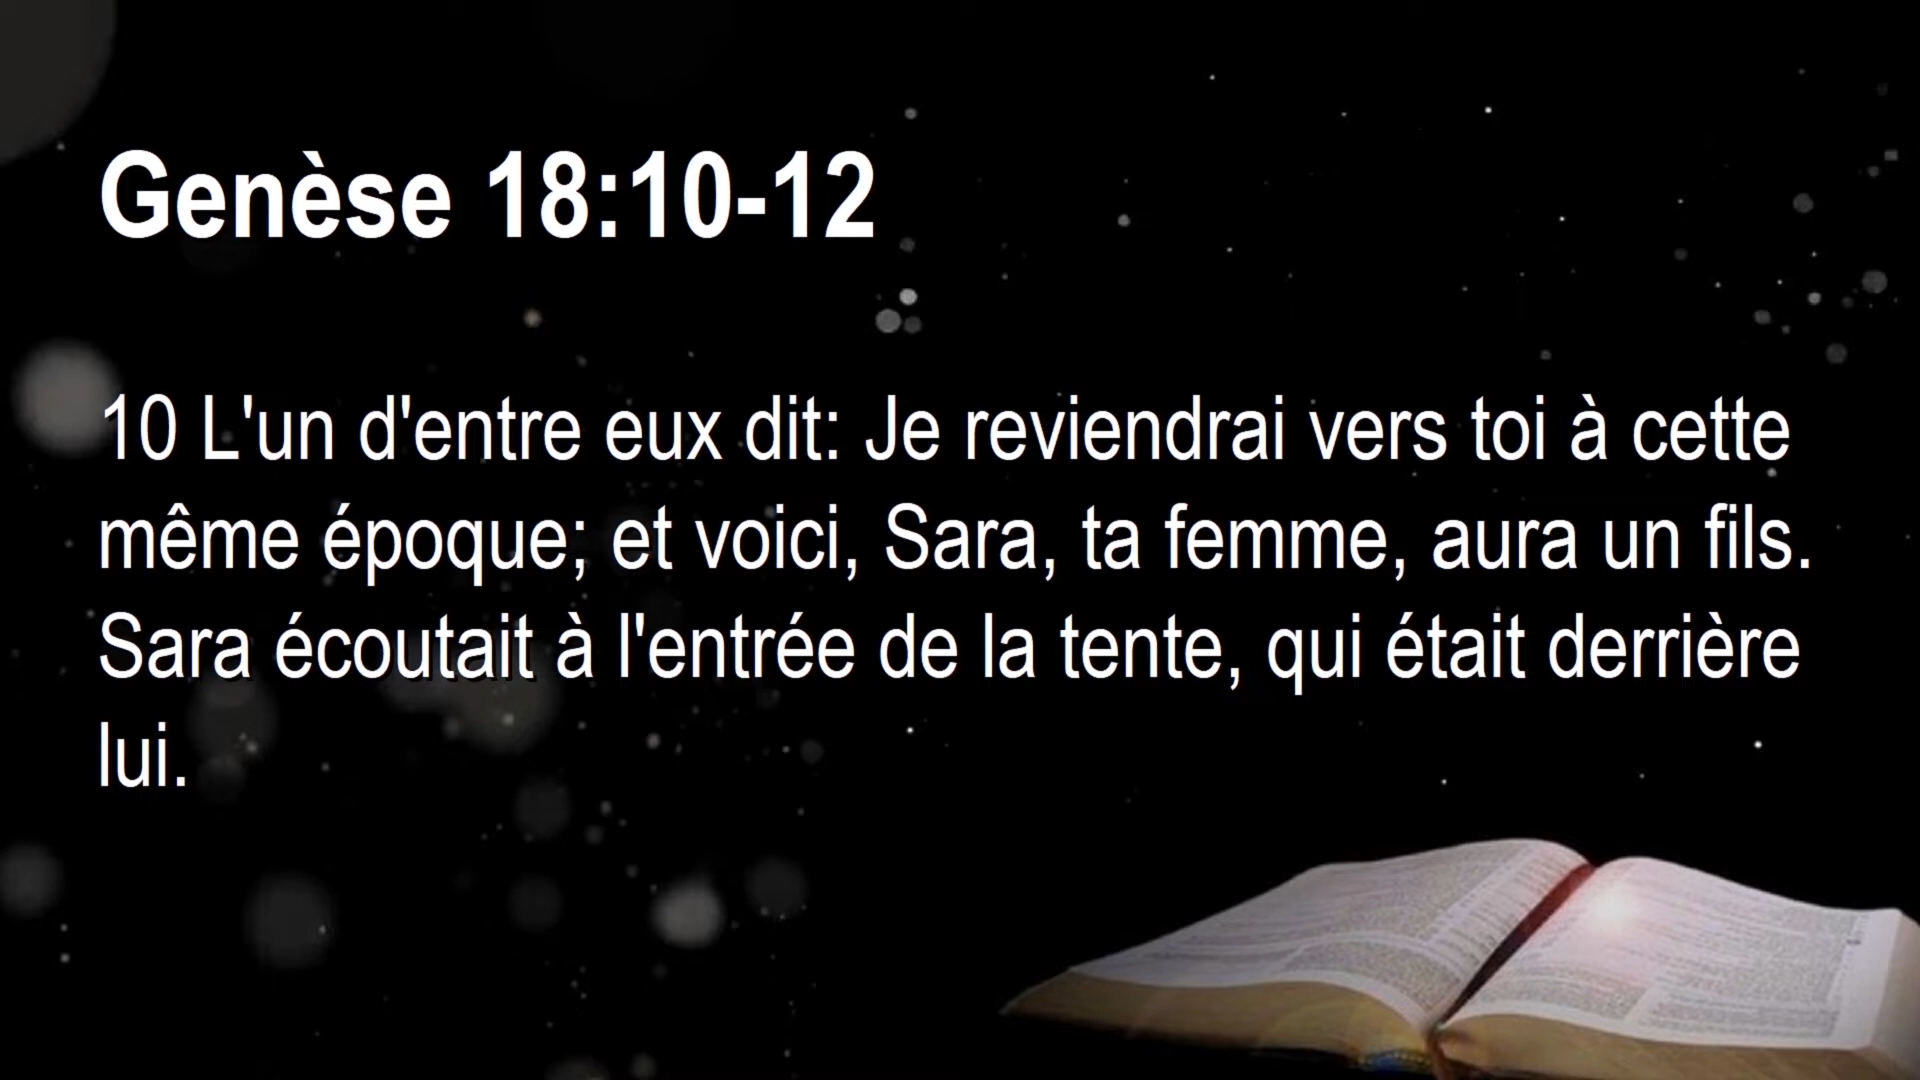 Genèse 18:10-12
10 L'un d'entre eux dit: Je reviendrai vers toi à cette
même époque; et voici, Sara, ta femme, aura un fils.
Sara écoutait à l'entrée de la tente, qui était derrière
lui.